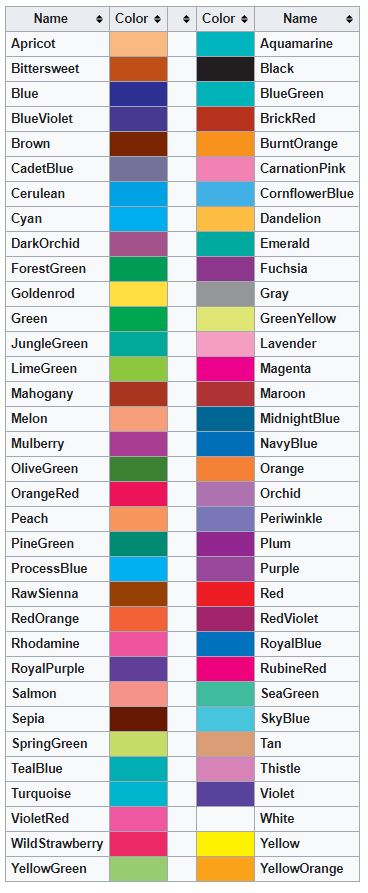 Name Color Color Name
Apricot Aquamarine
Bittersweet Black
Blue BlueGreen
BlueViolet BrickRed
Brown BurntOrange
CadetBlue CarnationPink
Cerulean CornflowerBlue
Cyan Dandelion
DarkOrchid Emerald
ForestGreen Fuchsia
Goldenrod Gray
Green GreenYellow
JungleGreen Lavender
LimeGreen Magenta
Mahogany Maroon
Melon MidnightBlue
Mulberry NavyBlue
OliveGreen Orange
OrangeRed Orchid
Peach Periwinkle
PineGreen Plum
ProcessBlue Purple
RawSienna Red
RedOrange RedViolet
Rhodamine RoyalBlue
RoyalPurple RubineRed
Salmon SeaGreen
Sepia SkyBlue
SpringGreen Tan
TealBlue Thistle
Turquoise Violet
VioletRed White
WildStrawberry Yellow
YellowGreen YellowOrange